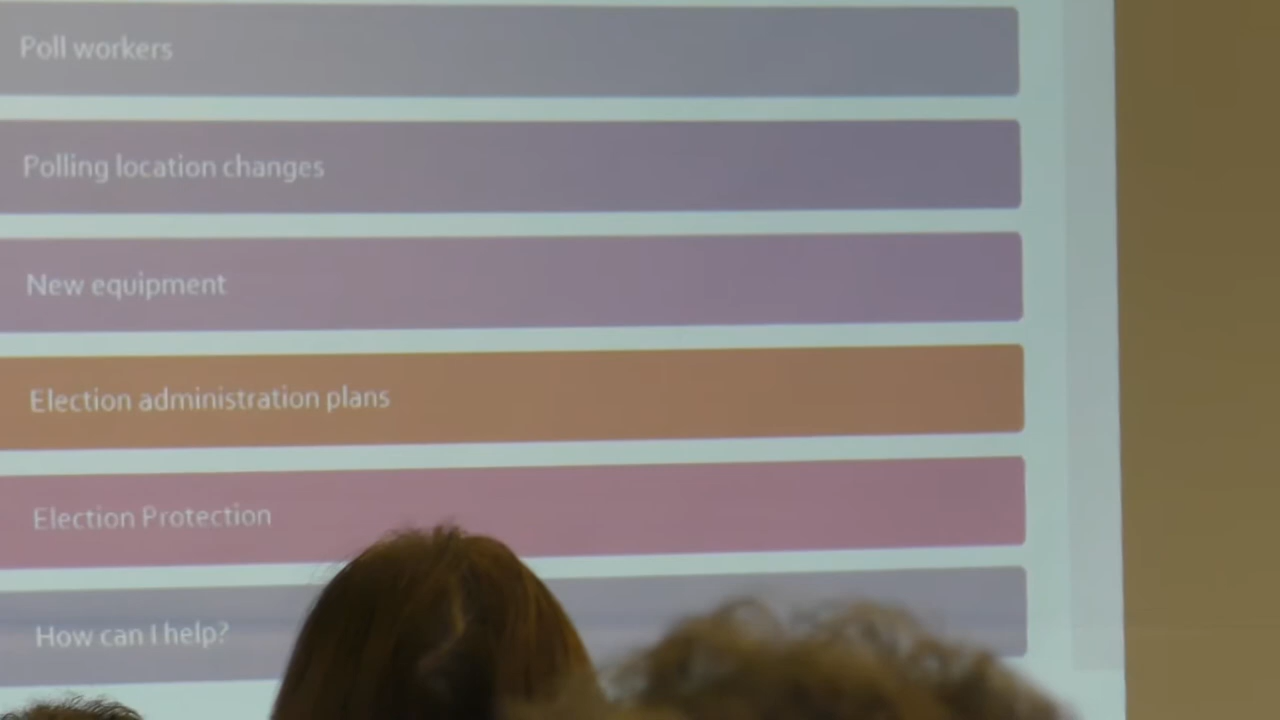 Poll workers
Polling location changes
New equipment
Election administration plans
Election Protection
How can I help?